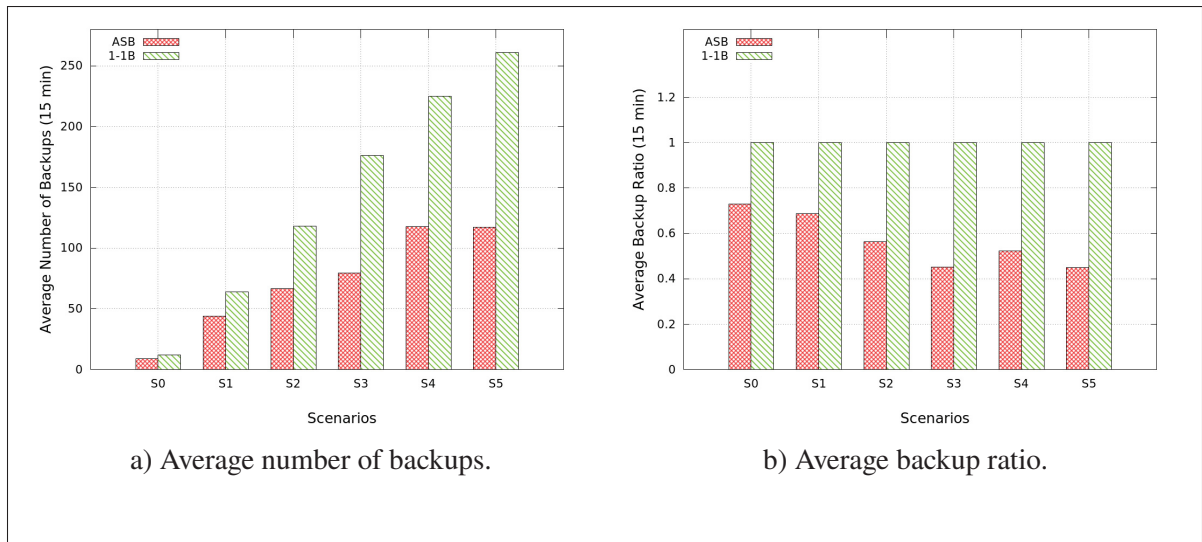 ASB
1-1B
Average Number of Backups (15 min)
250
200
150
100
50
0
S0 S1 S2 S3 S4 S5
Scenarios
a) Average number of backups.
ASB
1-1B
Average Backup Ratio (15 min)
1.2
1
0.8
0.6
0.4
0.2
0
S0 S1 S2 S3 S4 S5
Scenarios
b) Average backup ratio.